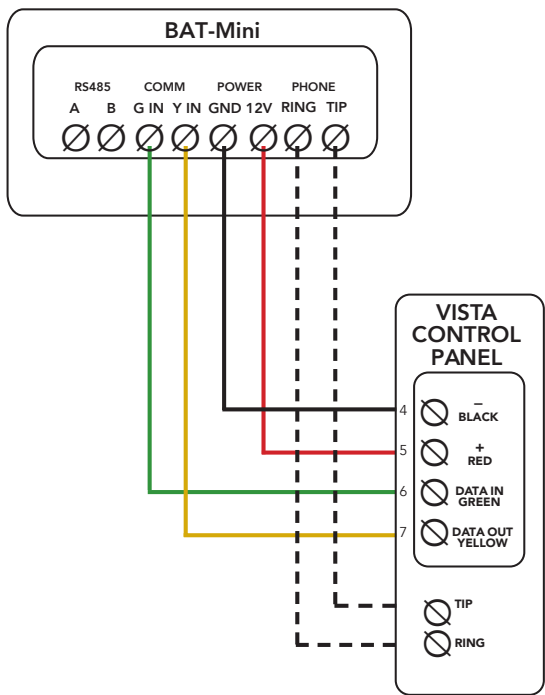 BAT-Mini
RS485 COMM POWER PHONE
A B G IN Y IN GND 12V RING TIP
VISTA
CONTROL
PANEL
4 –
BLACK
5 +
RED
6 DATA IN
GREEN
7 DATA OUT
YELLOW
TIP
RING